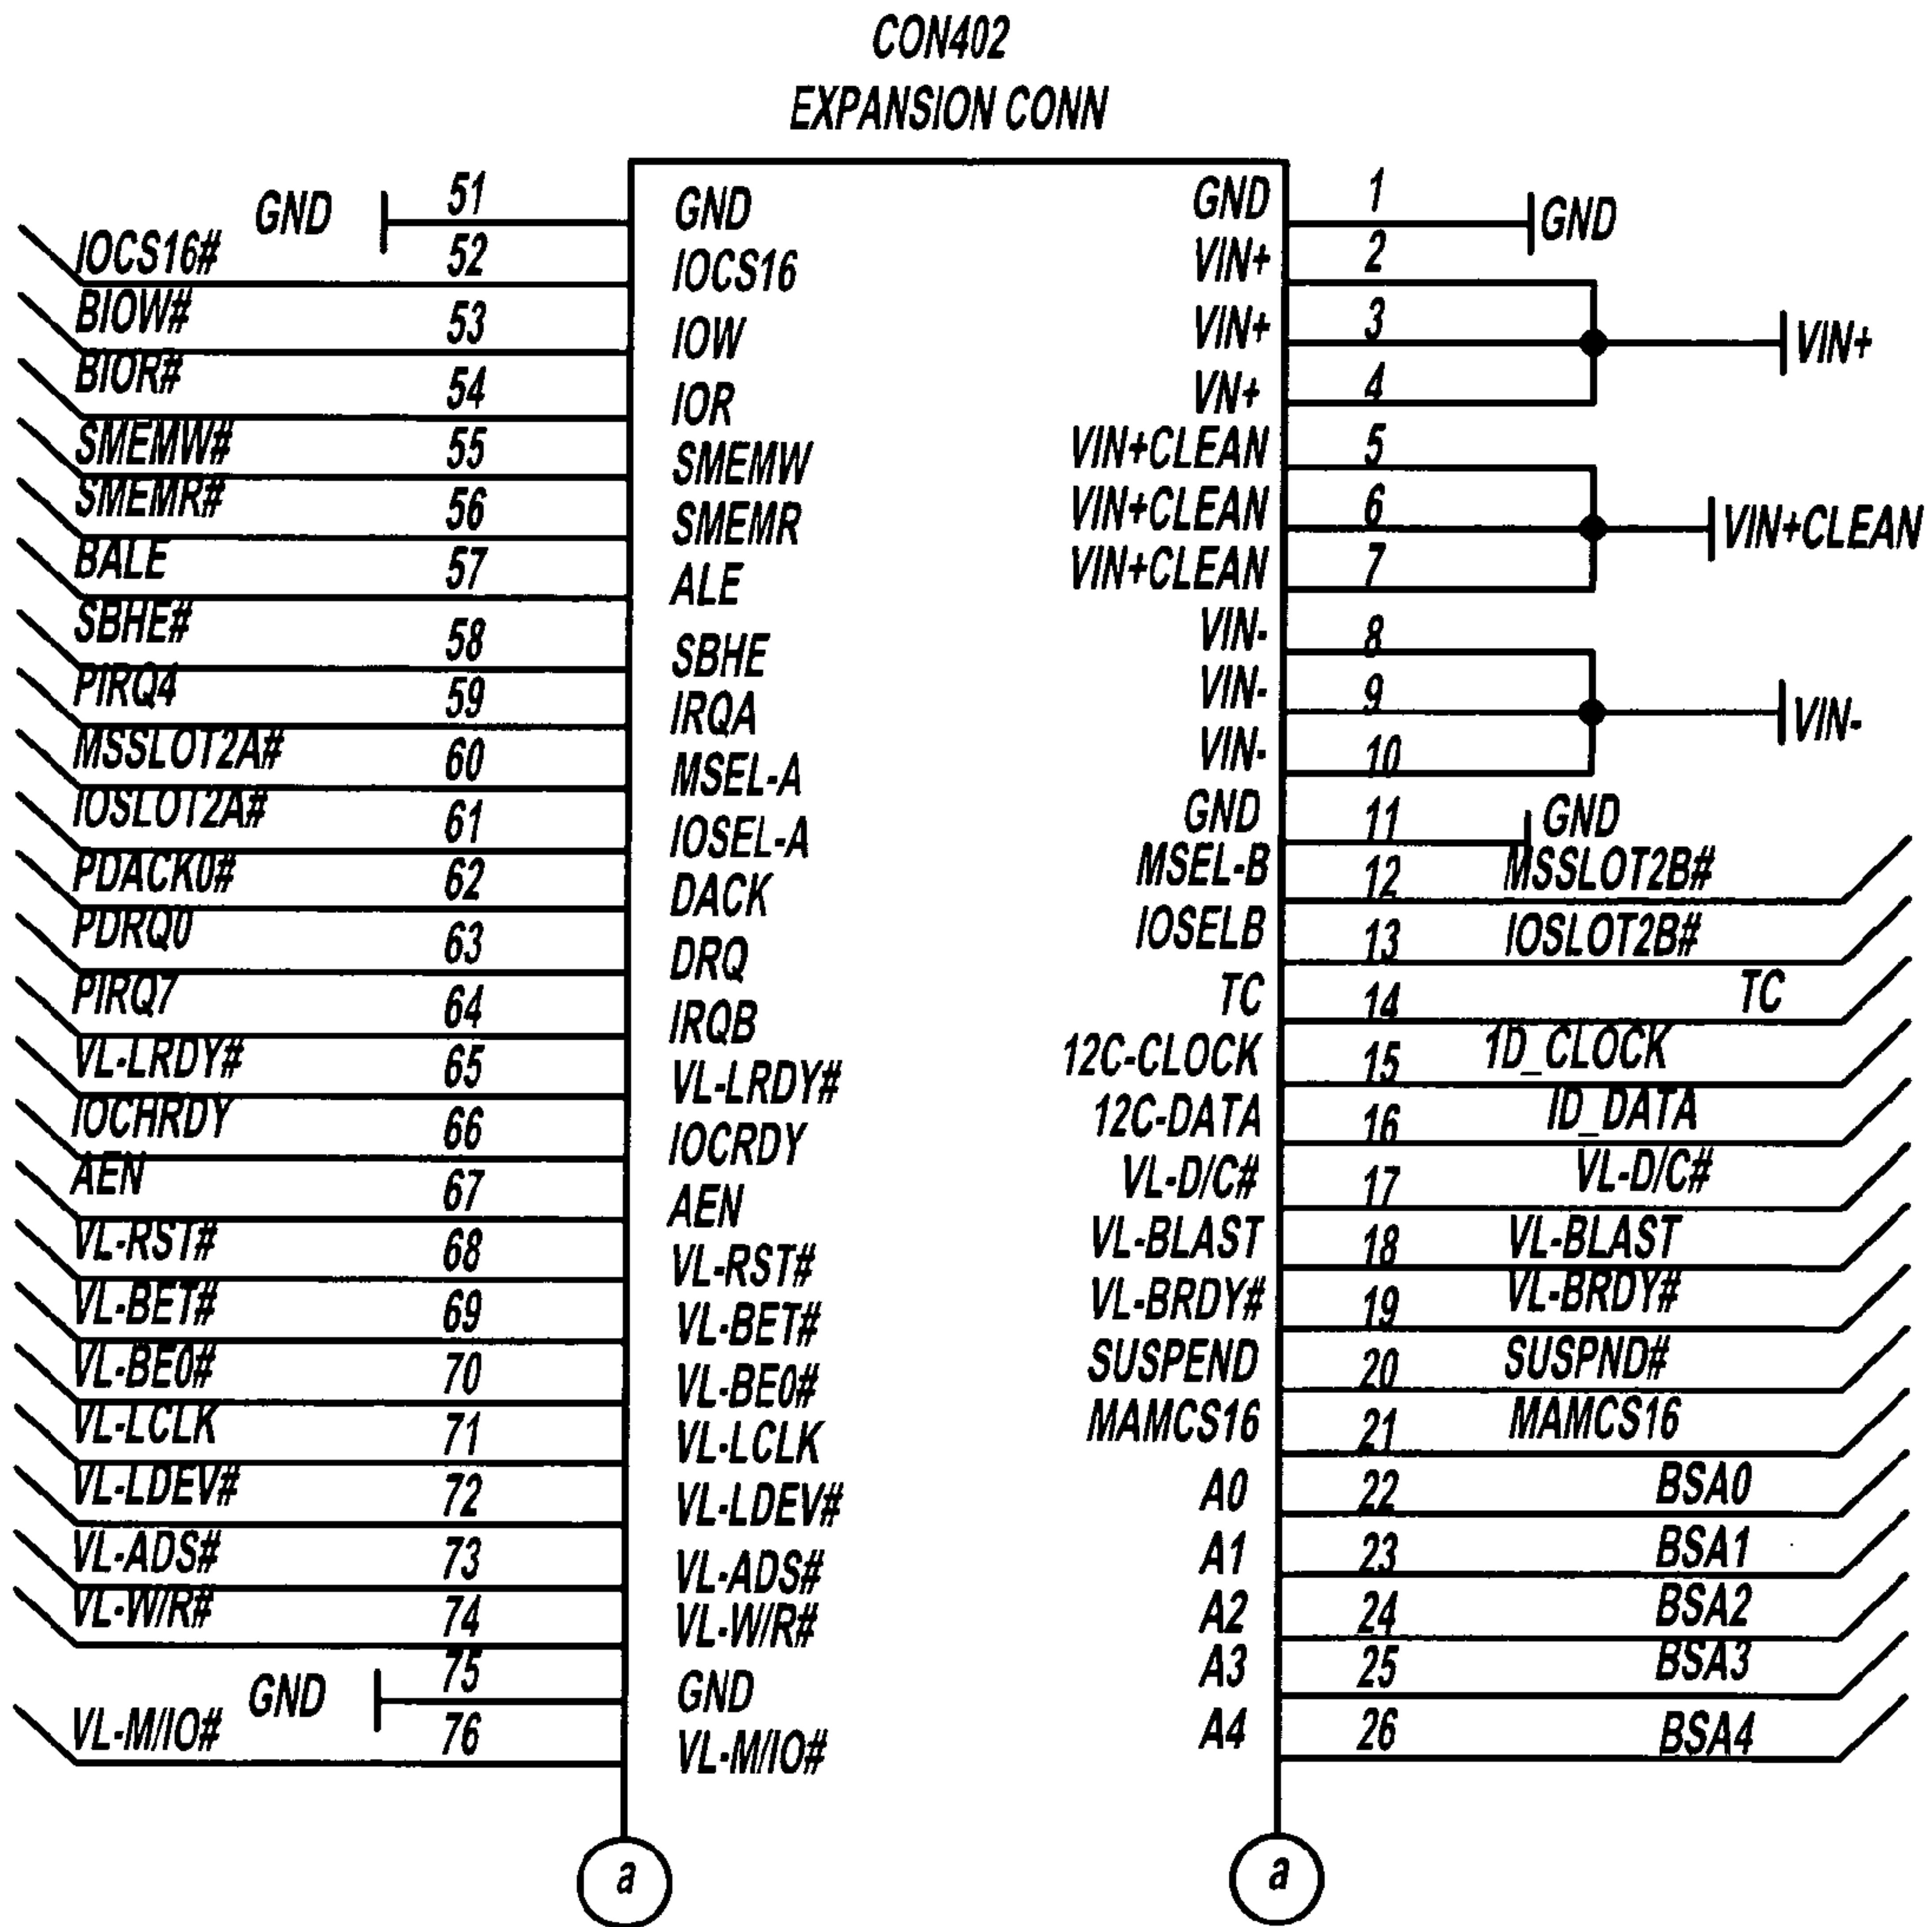 CON402
EXPANSION CONN
GND 51 GND GND 1 GND
IOCS16# 52 IOCS16 VIN+ 2
BIOW# 53 IOW VIN+ 3 VIN+
BIOR# 54 IOR VN+ 4
SMEMW# 55 SMEMW VIN+CLEAN 5
SMEMR# 56 SMEMR VIN+CLEAN 6 VIN+CLEAN
BALE 57 ALE VIN+CLEAN 7
SBHE# 58 SBHE VIN- 8
PIRQ4 59 IRQA VIN- 9 VIN-
MSSLOT2A# 60 MSEL-A VIN- 10
IOSLOT2A# 61 IOSEL-A GND 11 GND
PDACK0# 62 DACK MSEL-B 12 MSSLOT2B#
PDRQ0 63 DRQ IOSELB 13 IOSLOT2B#
PIRQ7 64 IRQB TC 14 TC
VL-LRDY# 65 VL-LRDY# 12C-CLOCK 15 1D_CLOCK
IOCHRDY 66 IOCRDY 12C-DATA 16 ID_DATA
AEN 67 AEN VL-D/C# 17 VL-D/C#
VL-RST# 68 VL-RST# VL-BLAST 18 VL-BLAST
VL-BET# 69 VL-BET# VL-BRDY# 19 VL-BRDY#
VL-BE0# 70 VL-BE0# SUSPEND 20 SUSPND#
VL-LCLK 71 VL-LCLK MAMCS16 21 MAMCS16
VL-LDEV# 72 VL-LDEV# A0 22 BSA0
VL-ADS# 73 VL-ADS# A1 23 BSA1
VL-W/R# 74 VL-W/R# A2 24 BSA2
GND 75 GND A3 25 BSA3
VL-M/IO# 76 VL-M/IO# A4 26 BSA4
a a